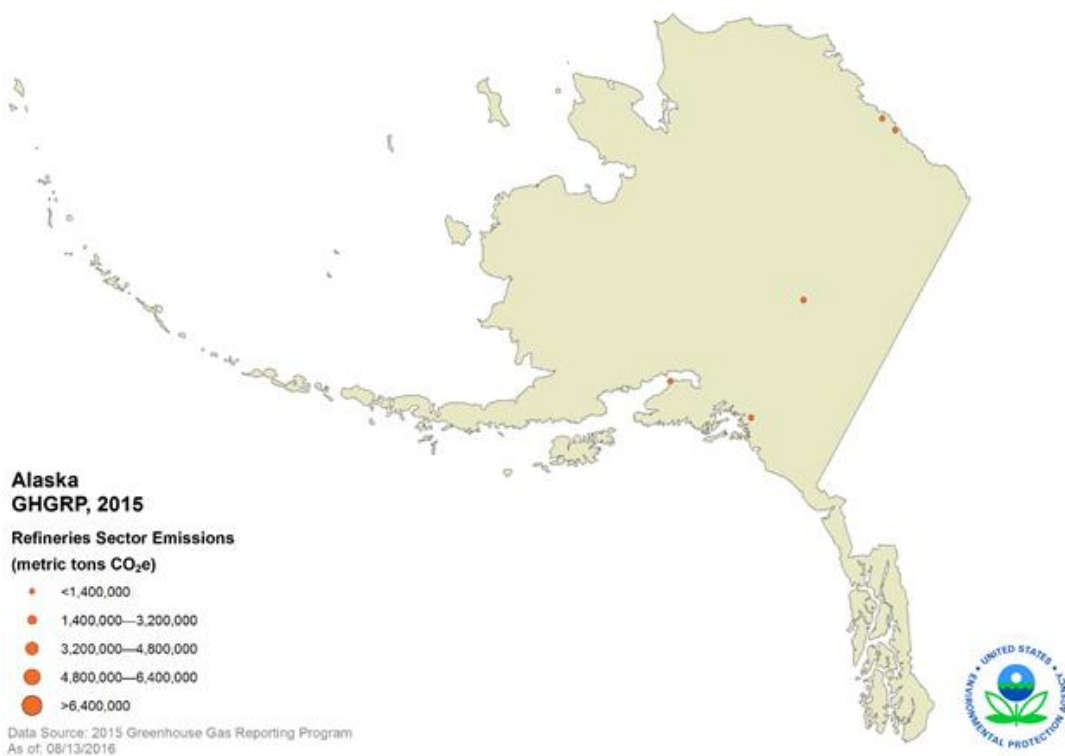 Alaska
GHGRP, 2015
Refineries Sector Emissions
(metric tons CO₂e)
<1,400,000
1,400,000—3,200,000
3,200,000—4,800,000
4,800,000—6,400,000
>6,400,000
Data Source: 2015 Greenhouse Gas Reporting Program
As of: 08/13/2016
UNITED STATES
ENVIRONMENTAL PROTECTION AGENCY